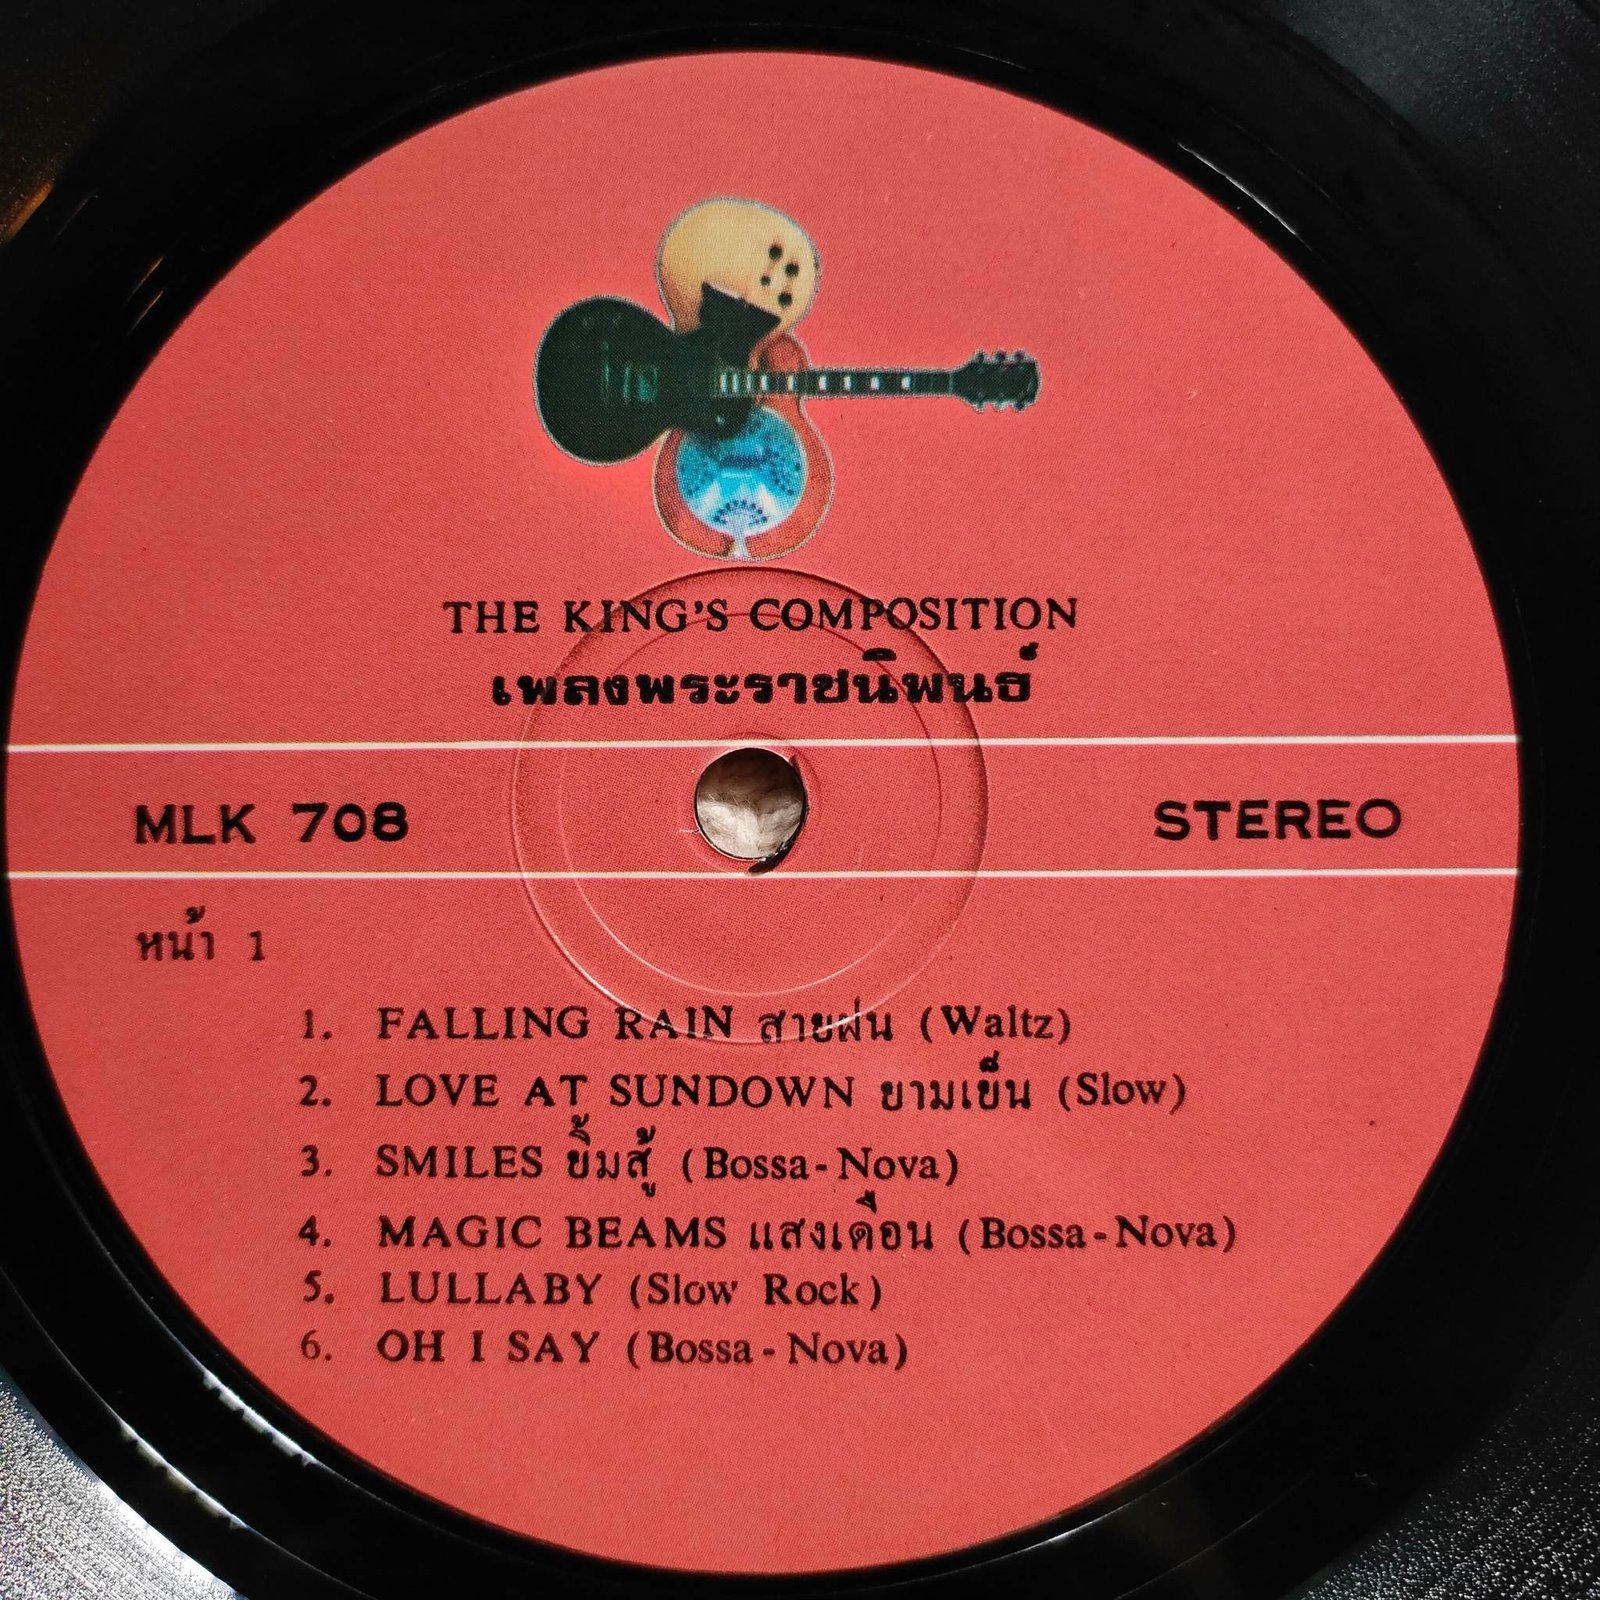 THE KING'S COMPOSITION
เพลงพระราชนิพนธ์
MLK 708 STEREO
หน้า 1
1. FALLING RAIN สายฝน (Waltz)
2. LOVE AT SUNDOWN ยามเย็น (Slow)
3. SMILES ยิ้มสู้ (Bossa-Nova)
4. MAGIC BEAMS แสงเดือน (Bossa-Nova)
5. LULLABY (Slow Rock)
6. OH I SAY (Bossa-Nova)